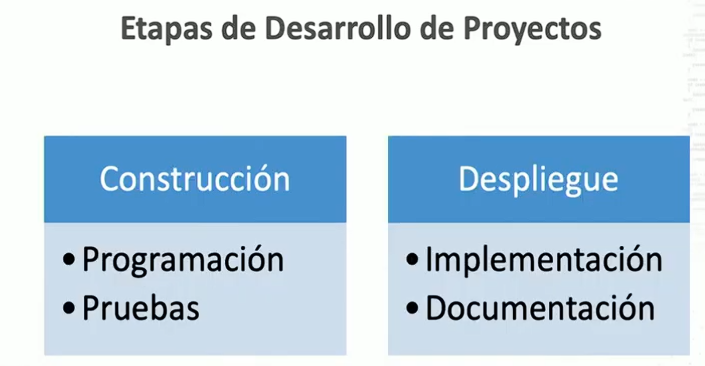 Etapas de Desarrollo de Proyectos
Construcción
• Programación
• Pruebas
Despliegue
• Implementación
• Documentación